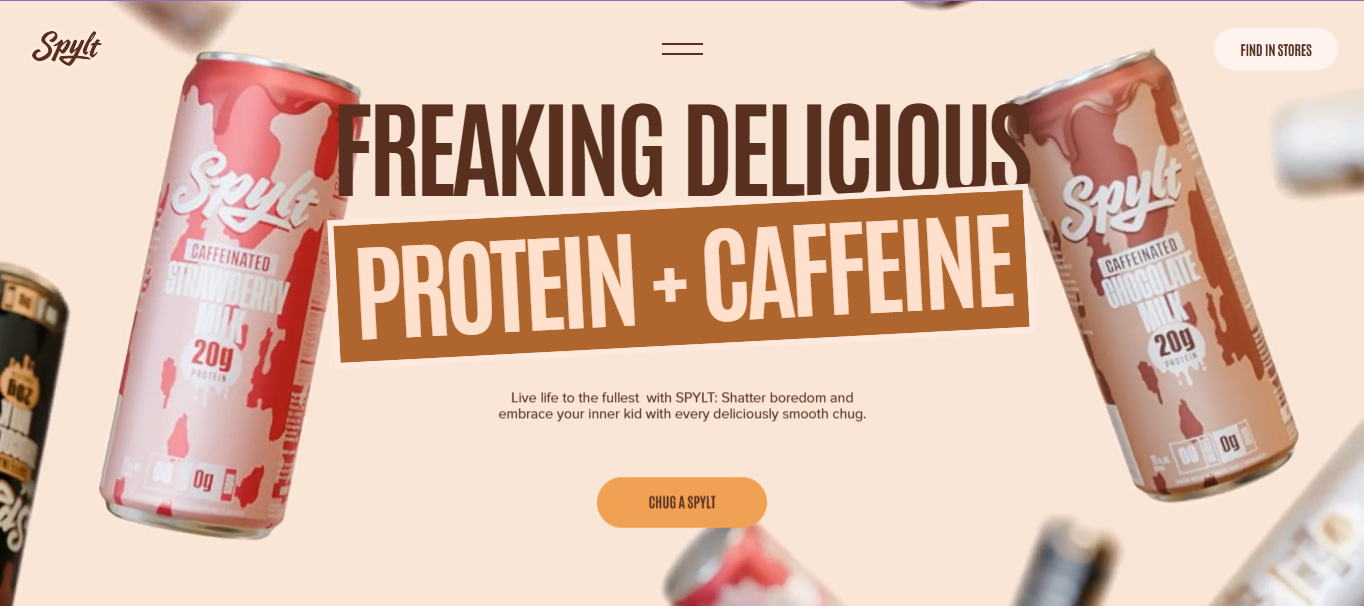 Spylt
FIND IN STORES
FREAKING DELICIOUS
PROTEIN + CAFFEINE
Live life to the fullest with SPYLT: Shatter boredom and
embrace your inner kid with every deliciously smooth chug.
CHUG A SPYLT
Spylt
CAFFEINATED
STRAWBERRY
MILK
20g
PROTEIN
0g
Spylt
CAFFEINATED
CHOCOLATE
MILK
20g
PROTEIN
90
0g